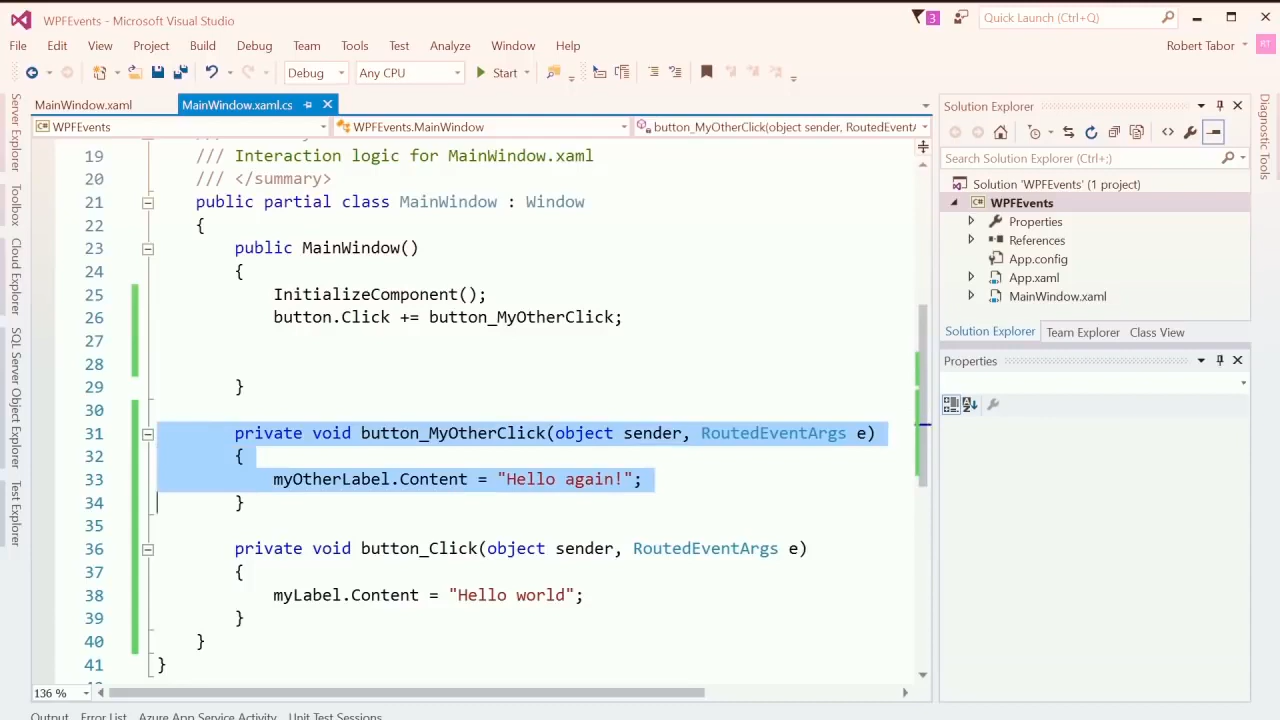 WPFEvents - Microsoft Visual Studio
3
Quick Launch (Ctrl+Q)
File Edit View Project Build Debug Team Tools Test Analyze Window Help
Robert Tabor
RT
Debug Any CPU Start
MainWindow.xaml MainWindow.xaml.cs
WPFEvents WPFEvents.MainWindow button_MyOtherClick(object sender, RoutedEventA
19 /// Interaction logic for MainWindow.xaml
20 /// </summary>
21 public partial class MainWindow : Window
22 {
23 public MainWindow()
24 {
25 InitializeComponent();
26 button.Click += button_MyOtherClick;
27
28
29 }
30
31 private void button_MyOtherClick(object sender, RoutedEventArgs e)
32 {
33 myOtherLabel.Content = "Hello again!";
34 }
35
36 private void button_Click(object sender, RoutedEventArgs e)
37 {
38 myLabel.Content = "Hello world";
39 }
40 }
41 }
136 %
Output Error List Azure App Service Activity Unit Test Sessions
Server Explorer
Toolbox
Cloud Explorer
SQL Server Object Explorer
Test Explorer
Solution Explorer
Search Solution Explorer (Ctrl+;)
Solution 'WPFEvents' (1 project)
WPFEvents
Properties
References
App.config
App.xaml
MainWindow.xaml
Solution Explorer Team Explorer Class View
Properties
Diagnostic Tools